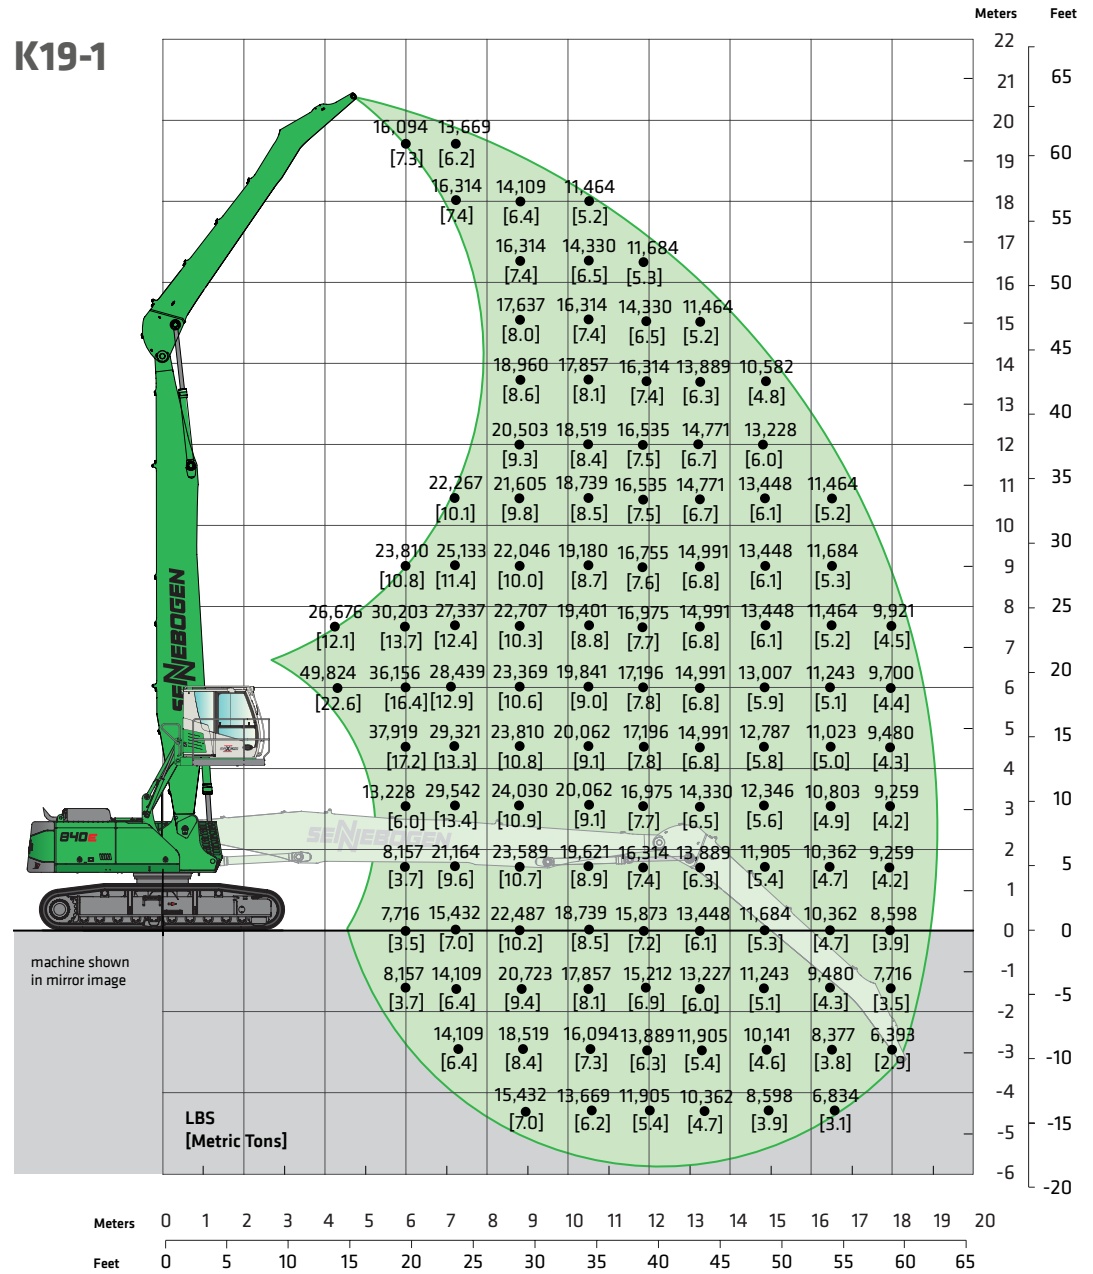 Meters Feet
K19-1
22
21 65
20
16,094 13,669
[7.3] [6.2]
19 60
16,314 14,109 11,464
[7.4] [6.4] [5.2]
18
55
16,314 14,330 11,684
[7.4] [6.5] [5.3]
17
16 50
17,637 16,314 14,330 11,464
[8.0] [7.4] [6.5] [5.2]
15
14 45
18,960 17,857 16,314 13,889 10,582
[8.6] [8.1] [7.4] [6.3] [4.8]
13 40
20,503 18,519 16,535 14,771 13,228
[9.3] [8.4] [7.5] [6.7] [6.0]
12
35
22,267 21,605 18,739 16,535 14,771 13,448 11,464
[10.1] [9.8] [8.5] [7.5] [6.7] [6.1] [5.2]
11
10 30
23,810 25,133 22,046 19,180 16,755 14,991 13,448 11,684
[10.8] [11.4] [10.0] [8.7] [7.6] [6.8] [6.1] [5.3]
9
8 25
26,676 30,203 27,337 22,707 19,401 16,975 14,991 13,448 11,464 9,921
[12.1] [13.7] [12.4] [10.3] [8.8] [7.7] [6.8] [6.1] [5.2] [4.5]
7 20
49,824 36,156 28,439 23,369 19,841 17,196 14,991 13,007 11,243 9,700
[22.6] [16.4] [12.9] [10.6] [9.0] [7.8] [6.8] [5.9] [5.1] [4.4]
6
SENNEBOGEN
37,919 29,321 23,810 20,062 17,196 14,991 12,787 11,023 9,480
[17.2] [13.3] [10.8] [9.1] [7.8] [6.8] [5.8] [5.0] [4.3]
5 15
4
13,228 29,542 24,030 20,062 16,975 14,330 12,346 10,803 9,259
[6.0] [13.4] [10.9] [9.1] [7.7] [6.5] [5.6] [4.9] [4.2]
3 10
840E
SENNEBOGEN
8,157 21,164 23,589 19,621 16,314 13,889 11,905 10,362 9,259
[3.7] [9.6] [10.7] [8.9] [7.4] [6.3] [5.4] [4.7] [4.2]
2 5
1
7,716 15,432 22,487 18,739 15,873 13,448 11,684 10,362 8,598
[3.5] [7.0] [10.2] [8.5] [7.2] [6.1] [5.3] [4.7] [3.9]
0 0
machine shown
in mirror image
8,157 14,109 20,723 17,857 15,212 13,227 11,243 9,480 7,716
[3.7] [6.4] [9.4] [8.1] [6.9] [6.0] [5.1] [4.3] [3.5]
-1 -5
-2
14,109 18,519 16,094 13,889 11,905 10,141 8,377 6,393
[6.4] [8.4] [7.3] [6.3] [5.4] [4.6] [3.8] [2.9]
-3 -10
-4
15,432 13,669 11,905 10,362 8,598 6,834
[7.0] [6.2] [5.4] [4.7] [3.9] [3.1]
LBS
[Metric Tons]
-5 -15
-6 -20
Meters 0 1 2 3 4 5 6 7 8 9 10 11 12 13 14 15 16 17 18 19 20
Feet 0 5 10 15 20 25 30 35 40 45 50 55 60 65